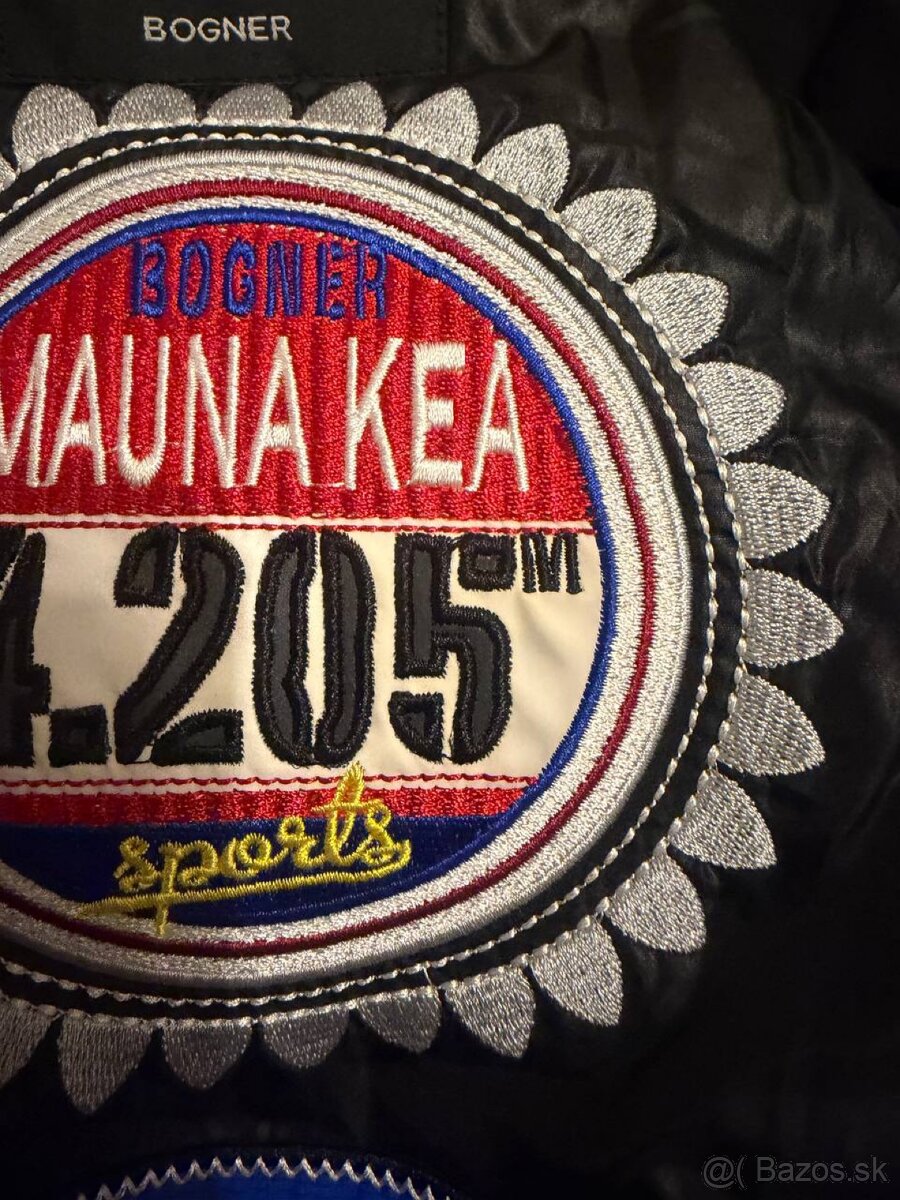 BOGNER
BOGNER
MAUNA KEA
4.205M
sports
@( Bazos.sk